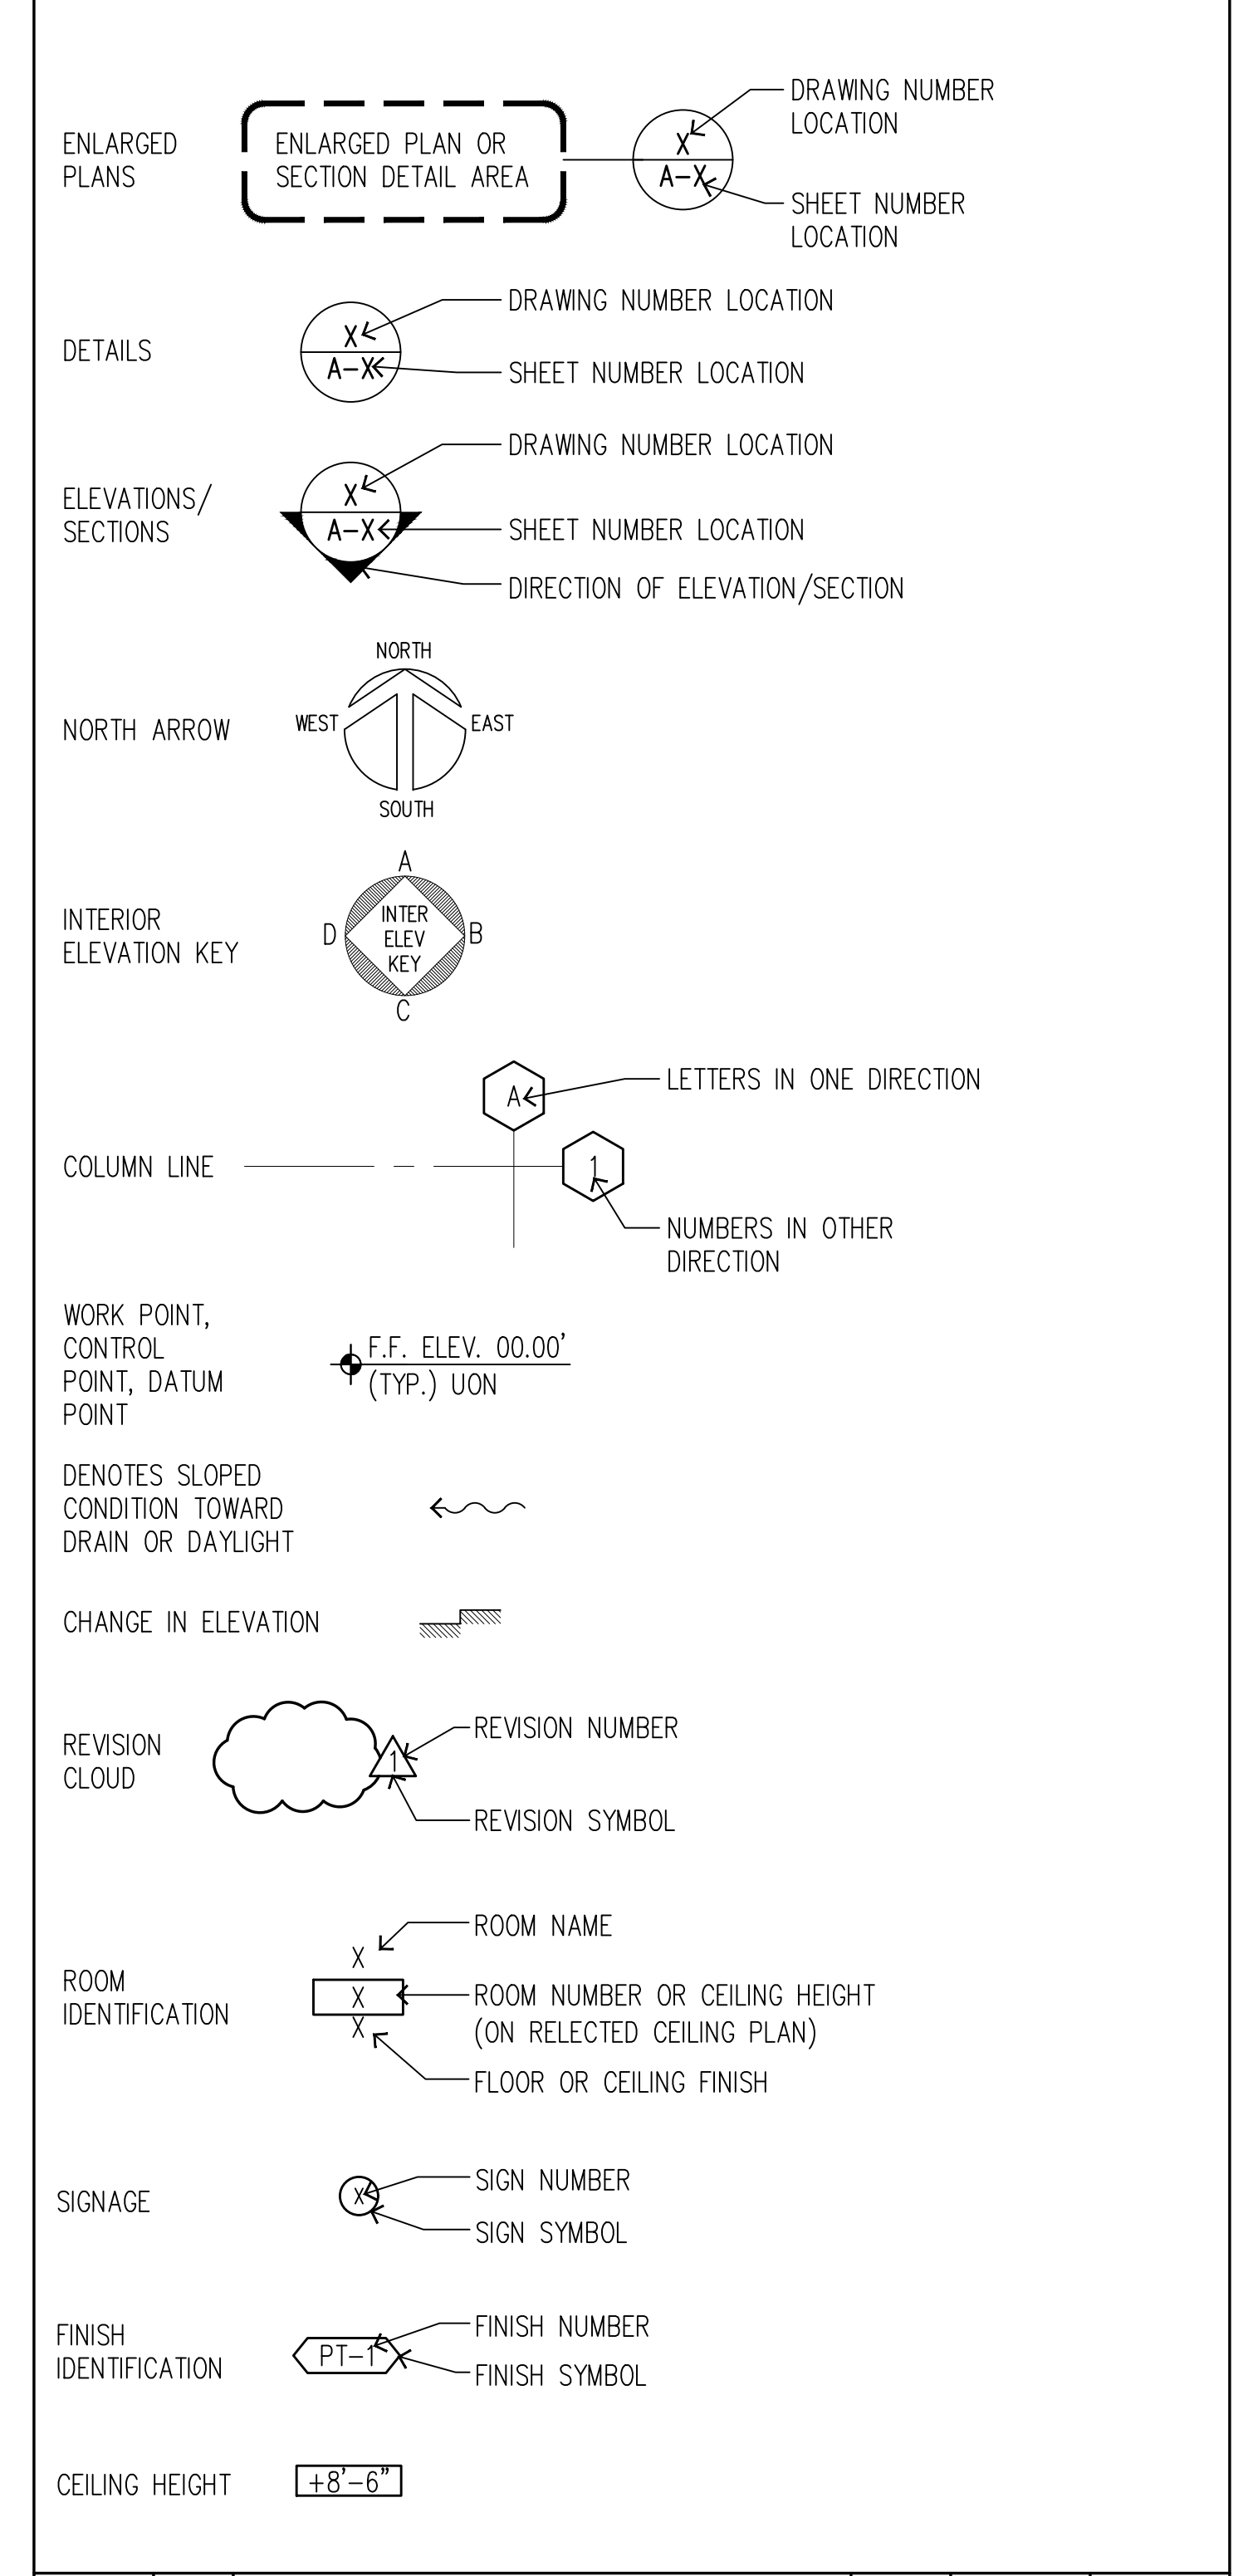 ENLARGED
PLANS
ENLARGED PLAN OR
SECTION DETAIL AREA
X
A-X
DRAWING NUMBER
LOCATION
SHEET NUMBER
LOCATION
DETAILS
X
A-X
DRAWING NUMBER LOCATION
SHEET NUMBER LOCATION
ELEVATIONS/
SECTIONS
X
A-X
DRAWING NUMBER LOCATION
SHEET NUMBER LOCATION
DIRECTION OF ELEVATION/SECTION
NORTH ARROW
NORTH
WEST
EAST
SOUTH
INTERIOR
ELEVATION KEY
A
D
INTER
ELEV
KEY
B
C
COLUMN LINE
A
LETTERS IN ONE DIRECTION
1
NUMBERS IN OTHER
DIRECTION
WORK POINT,
CONTROL
POINT, DATUM
POINT
F.F. ELEV. 00.00'
(TYP.) UON
DENOTES SLOPED
CONDITION TOWARD
DRAIN OR DAYLIGHT
CHANGE IN ELEVATION
REVISION
CLOUD
1
REVISION NUMBER
REVISION SYMBOL
ROOM
IDENTIFICATION
X
X
X
ROOM NAME
ROOM NUMBER OR CEILING HEIGHT
(ON RELECTED CEILING PLAN)
FLOOR OR CEILING FINISH
SIGNAGE
X
SIGN NUMBER
SIGN SYMBOL
FINISH
IDENTIFICATION
PT-1
FINISH NUMBER
FINISH SYMBOL
CEILING HEIGHT
+8'-6"